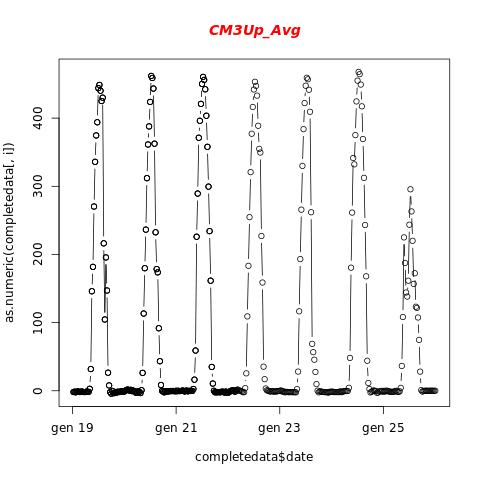 CM3Up_Avg
as.numeric(completedata[, i])
400
300
200
100
0
gen 19
gen 21
gen 23
gen 25
completedata$date